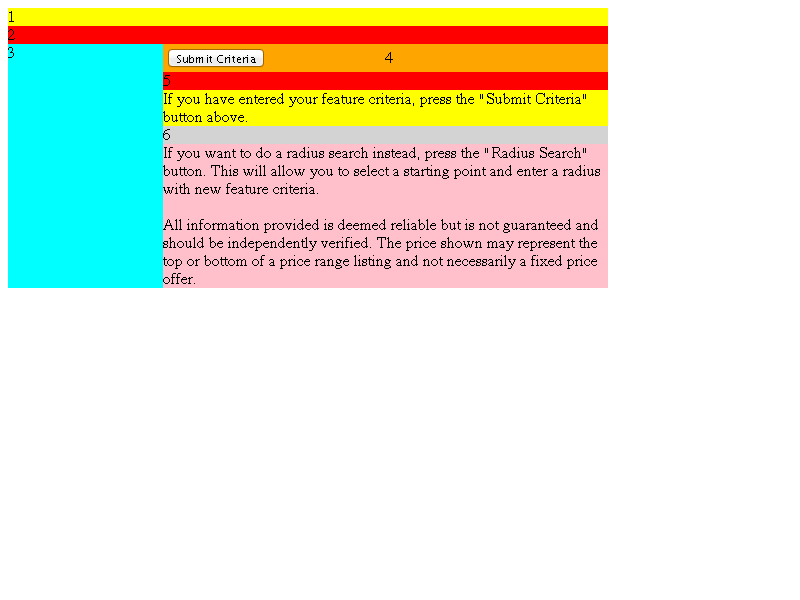 1
2
3
Submit Criteria 4
5
If you have entered your feature criteria, press the "Submit Criteria"
button above.
6
If you want to do a radius search instead, press the "Radius Search"
button. This will allow you to select a starting point and enter a radius
with new feature criteria.
All information provided is deemed reliable but is not guaranteed and
should be independently verified. The price shown may represent the
top or bottom of a price range listing and not necessarily a fixed price
offer.